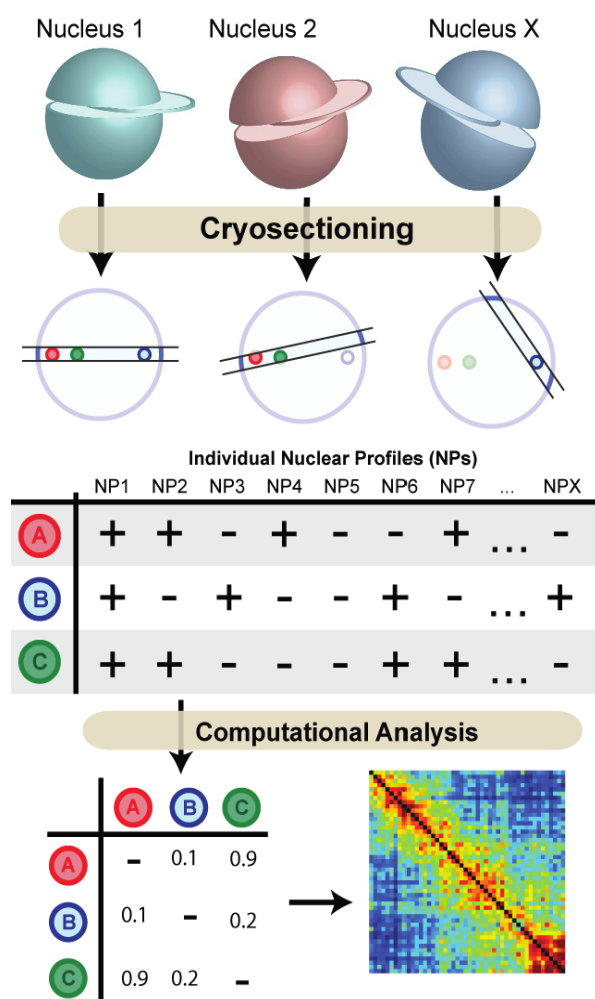 Nucleus 1 Nucleus 2 Nucleus X
Cryosectioning
Individual Nuclear Profiles (NPs)
NP1 NP2 NP3 NP4 NP5 NP6 NP7 ... NPX
A + + - + - - + ... -
B + - + - - + - ... +
C + + - - - + + ... -
Computational Analysis
A B C
A - 0.1 0.9
B 0.1 - 0.2
C 0.9 0.2 -